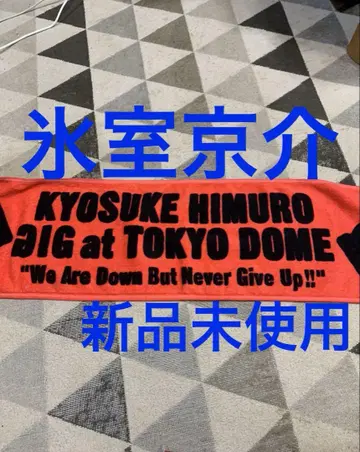 氷室京介
KYOSUKE HIMURO
GIG at TOKYO DOME
"We Are Down But Never Give Up!!"
新品未使用